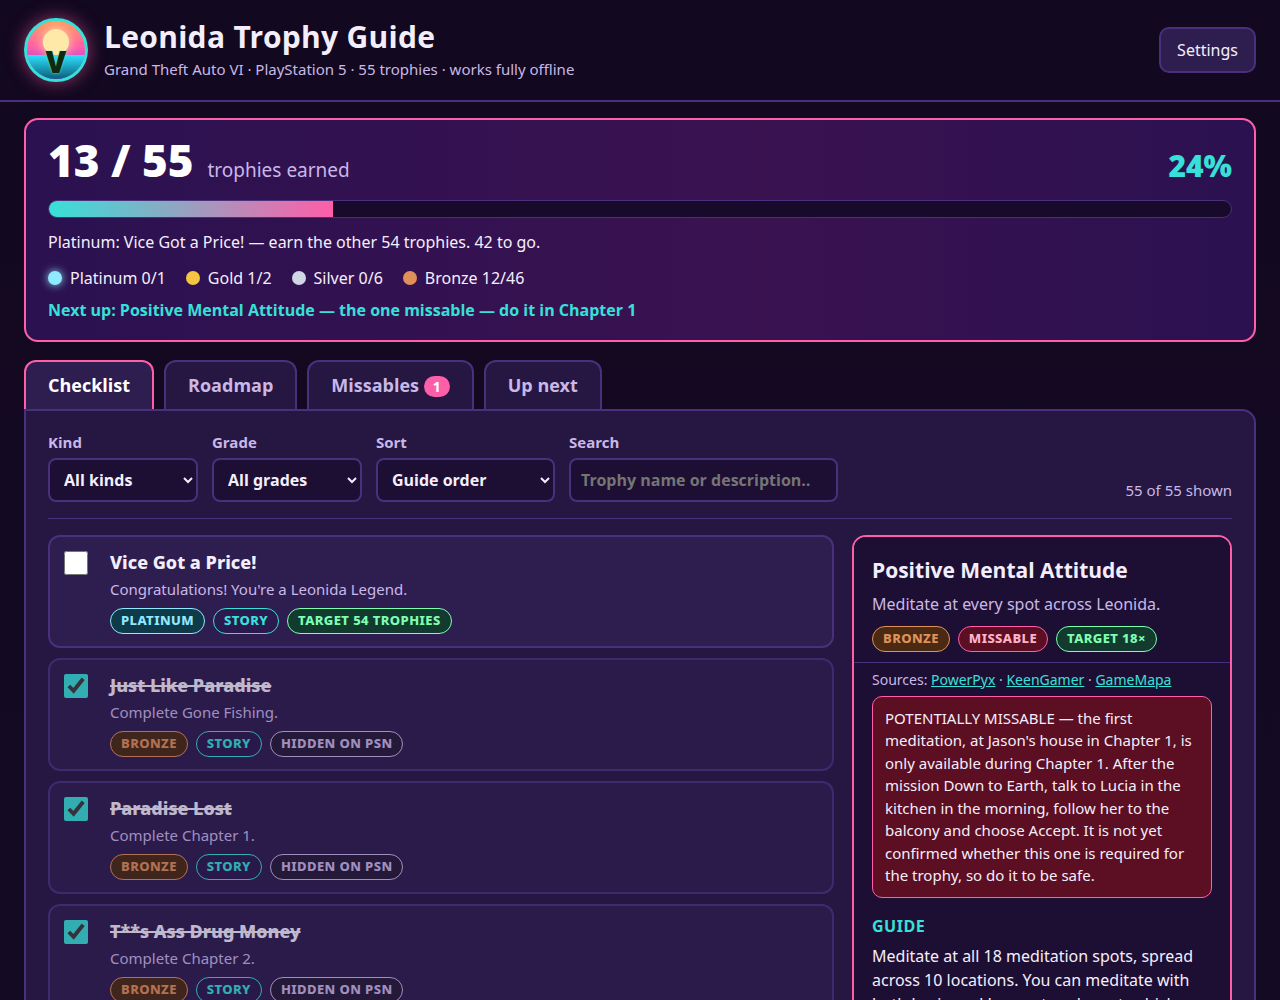 V
Leonida Trophy Guide
Grand Theft Auto VI · PlayStation 5 · 55 trophies · works fully offline
Settings
13 / 55 trophies earned
24%
Platinum: Vice Got a Price! — earn the other 54 trophies. 42 to go.
Platinum 0/1 Gold 1/2 Silver 0/6 Bronze 12/46
Next up: Positive Mental Attitude — the one missable — do it in Chapter 1
Checklist Roadmap Missables 1 Up next
Kind Grade Sort Search
All kinds All grades Guide order Trophy name or description..
55 of 55 shown
Vice Got a Price!
Congratulations! You're a Leonida Legend.
PLATINUM STORY TARGET 54 TROPHIES
Just Like Paradise
Complete Gone Fishing.
BRONZE STORY HIDDEN ON PSN
Paradise Lost
Complete Chapter 1.
BRONZE STORY HIDDEN ON PSN
T**s Ass Drug Money
Complete Chapter 2.
BRONZE STORY HIDDEN ON PSN
Positive Mental Attitude
Meditate at every spot across Leonida.
BRONZE MISSABLE TARGET 18×
Sources: PowerPyx · KeenGamer · GameMapa
POTENTIALLY MISSABLE — the first
meditation, at Jason's house in Chapter 1, is
only available during Chapter 1. After the
mission Down to Earth, talk to Lucia in the
kitchen in the morning, follow her to the
balcony and choose Accept. It is not yet
confirmed whether this one is required for
the trophy, so do it to be safe.
GUIDE
Meditate at all 18 meditation spots, spread
across 10 locations. You can meditate with